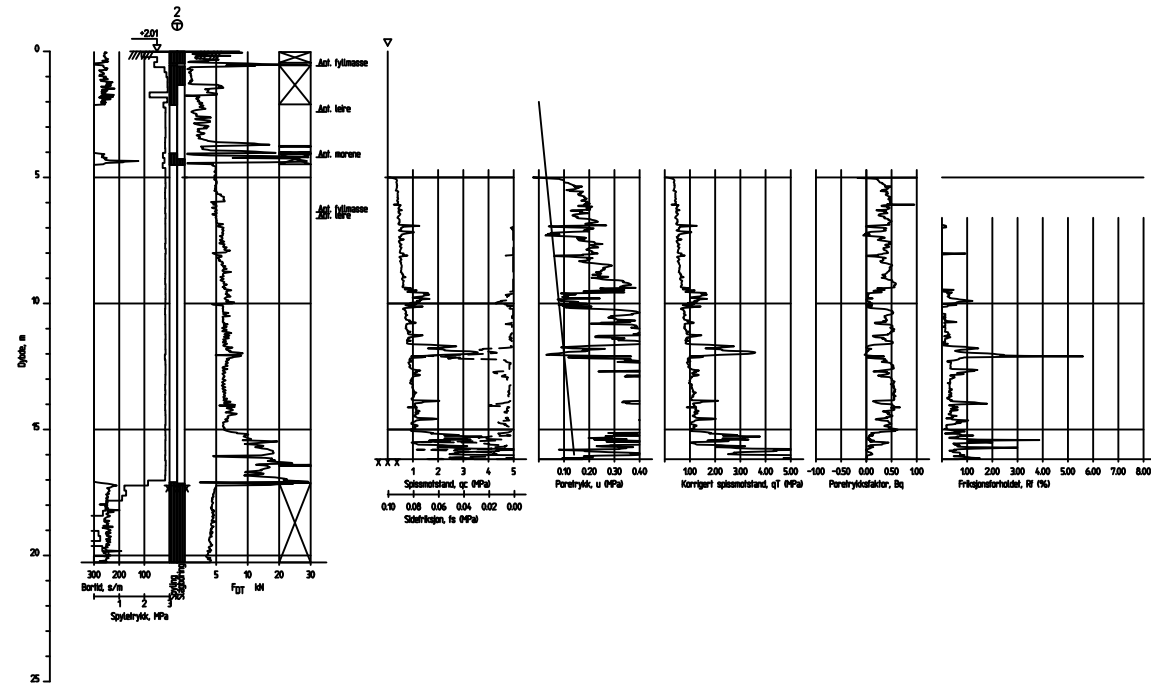 2
+2.01
0
5
10
15
20
25
Dybde, m
Ant. fyllmasse
Ant. leire
Ant. morene
Ant. fyllmasse
Ant. leire
300 200 100
Bortid, s/m
1 2 3
Spyletrykk, MPa
Spyling
Slagboring
5 10 20 30
FDT kN
X X X
1 2 3 4 5
Spissmotstand, qc (MPa)
0.10 0.08 0.06 0.04 0.02 0.00
Sidefriksjon, fs (MPa)
0.10 0.20 0.30 0.40
Poretrykk, u (MPa)
1.00 2.00 3.00 4.00 5.00
Korrigert spissmotstand, qT (MPa)
-1.00 -0.50 0.00 0.50 1.00
Poretrykksfaktor, Bq
1.00 2.00 3.00 4.00 5.00 6.00 7.00 8.00
Friksjonsforholdet, Rf (%)